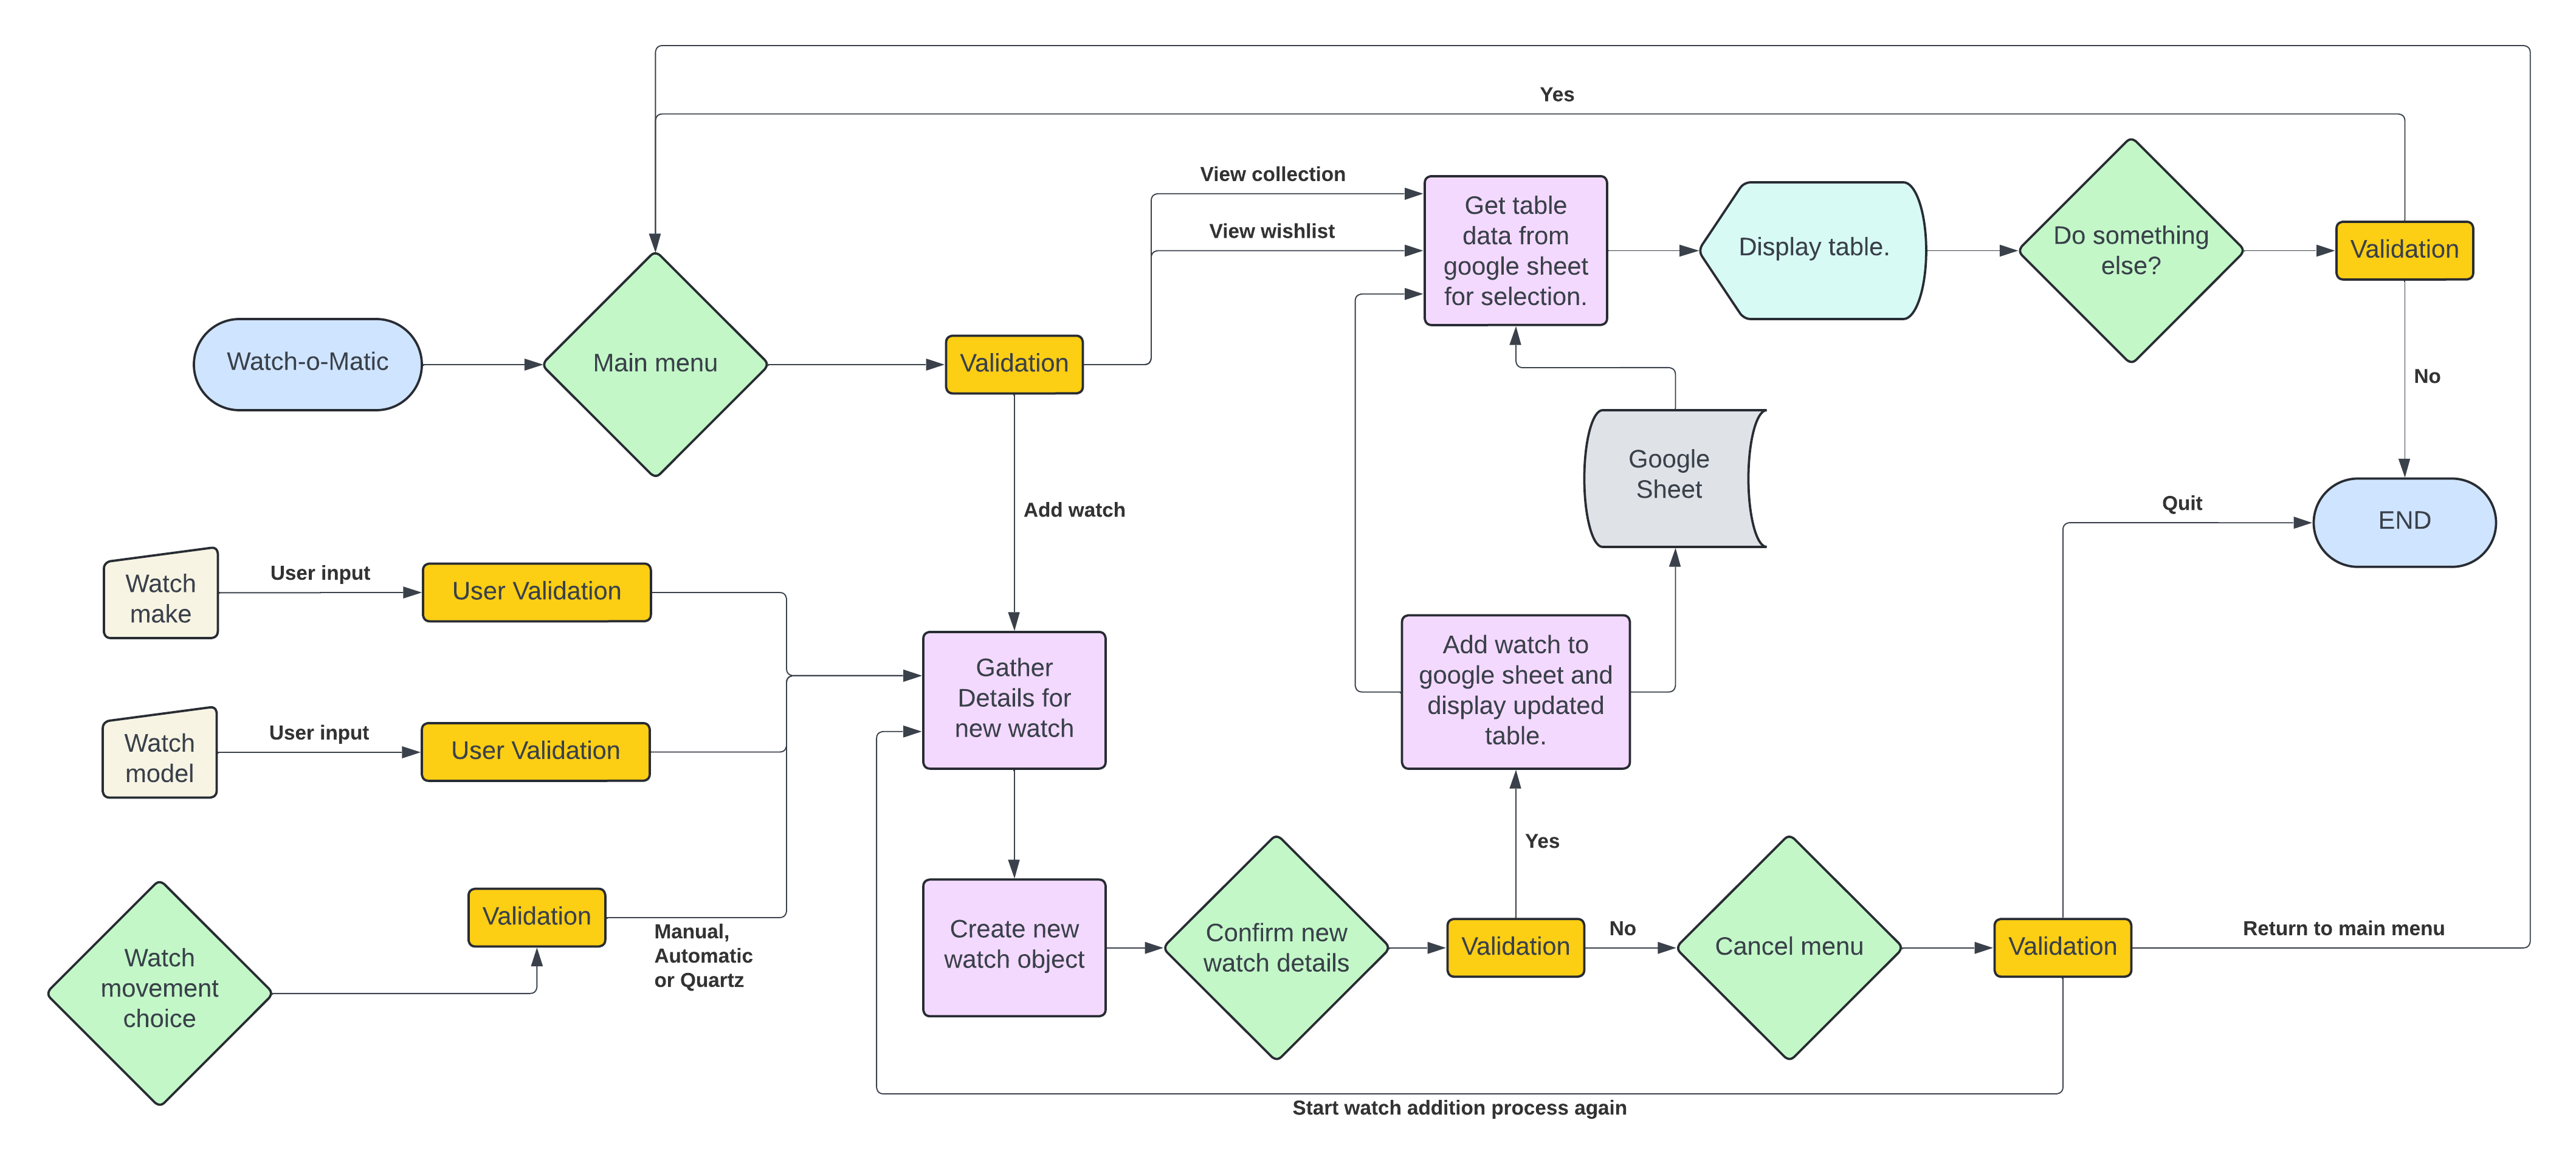 Yes
View collection
View wishlist
Get table
data from
google sheet
for selection.
Display table.
Do something
else?
Validation
Watch-o-Matic
Main menu
Validation
No
Google
Sheet
Add watch
Quit
END
Watch
make
User input
User Validation
Gather
Details for
new watch
Add watch to
google sheet and
display updated
table.
Watch
model
User input
User Validation
Yes
Watch
movement
choice
Validation
Manual,
Automatic
or Quartz
Create new
watch object
Confirm new
watch details
Validation
No
Cancel menu
Validation
Return to main menu
Start watch addition process again